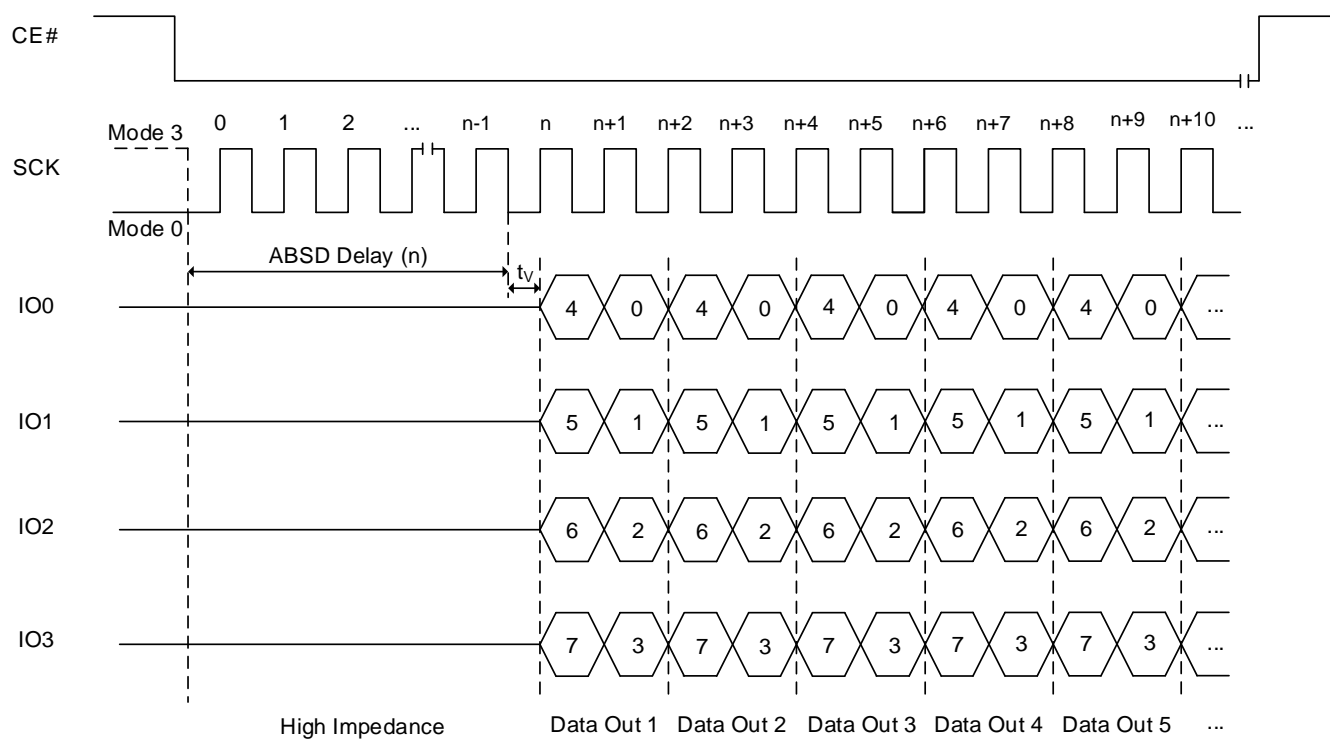 CE#
0 1 2 ... n-1 n n+1 n+2 n+3 n+4 n+5 n+6 n+7 n+8 n+9 n+10 ...
Mode 3
SCK
Mode 0
ABSD Delay (n)
tV
IO0 4 0 4 0 4 0 4 0 4 0 ...
IO1 5 1 5 1 5 1 5 1 5 1 ...
IO2 6 2 6 2 6 2 6 2 6 2 ...
IO3 7 3 7 3 7 3 7 3 7 3 ...
High Impedance Data Out 1 Data Out 2 Data Out 3 Data Out 4 Data Out 5 ...